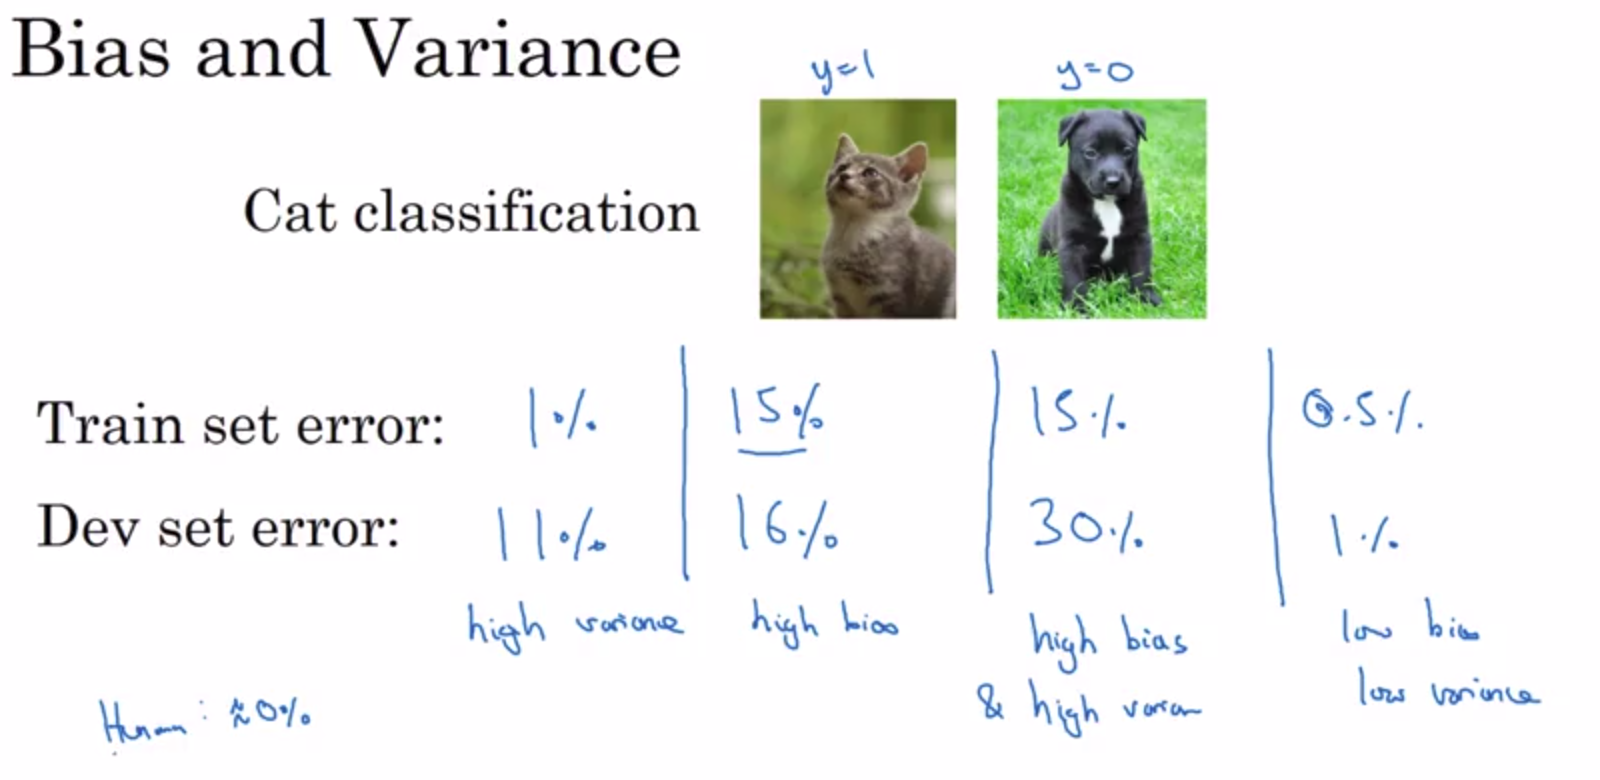 Bias and Variance
y=1 y=0
Cat classification
Train set error: 1% 15% 15% 0.5%
Dev set error: 11% 16% 30% 1%
high variance high bias high bias low bias
& high varian low variance
Human: ≈0%